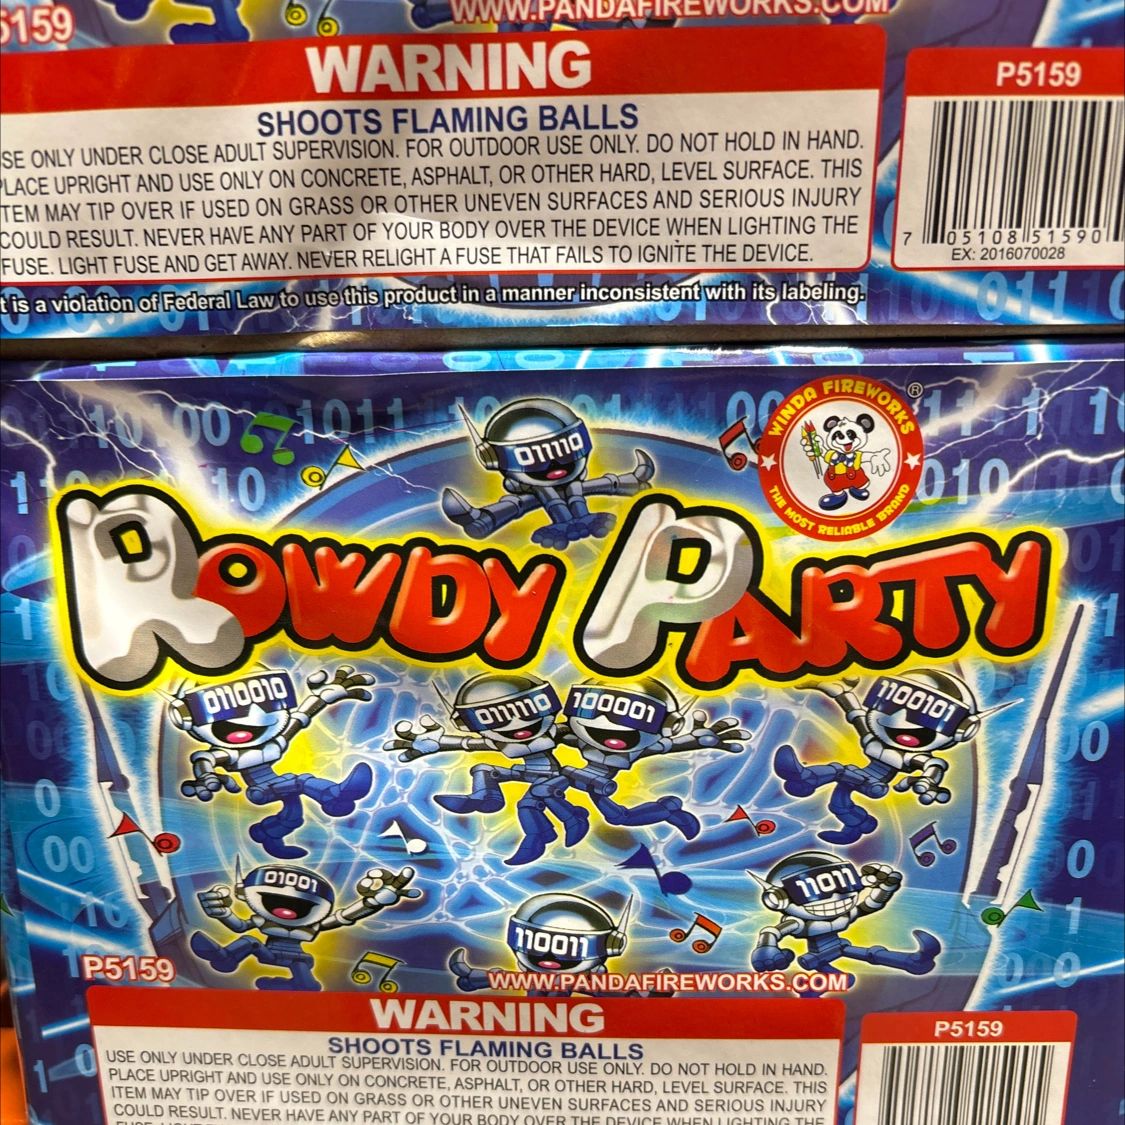 5159
WWW.PANDAFIREWORKS.COM
WARNING
SHOOTS FLAMING BALLS
SE ONLY UNDER CLOSE ADULT SUPERVISION. FOR OUTDOOR USE ONLY. DO NOT HOLD IN HAND.
PLACE UPRIGHT AND USE ONLY ON CONCRETE, ASPHALT, OR OTHER HARD, LEVEL SURFACE. THIS
TEM MAY TIP OVER IF USED ON GRASS OR OTHER UNEVEN SURFACES AND SERIOUS INJURY
COULD RESULT. NEVER HAVE ANY PART OF YOUR BODY OVER THE DEVICE WHEN LIGHTING THE
FUSE. LIGHT FUSE AND GET AWAY. NEVER RELIGHT A FUSE THAT FAILS TO IGNITE THE DEVICE.
t is a violation of Federal Law to use this product in a manner inconsistent with its labeling.
P5159
7 05108 51590
EX: 2016070028
WINDA FIREWORKS ®
THE MOST RELIABLE BRAND
01110
ROWDY PARTY
0110010
011110
100001
1100101
01001
11011
110011
P5159
WWW.PANDAFIREWORKS.COM
WARNING
SHOOTS FLAMING BALLS
USE ONLY UNDER CLOSE ADULT SUPERVISION. FOR OUTDOOR USE ONLY. DO NOT HOLD IN HAND.
PLACE UPRIGHT AND USE ONLY ON CONCRETE, ASPHALT, OR OTHER HARD, LEVEL SURFACE. THIS
ITEM MAY TIP OVER IF USED ON GRASS OR OTHER UNEVEN SURFACES AND SERIOUS INJURY
COULD RESULT. NEVER HAVE ANY PART OF YOUR BODY OVER THE DEVICE WHEN LIGHTING THE
P5159